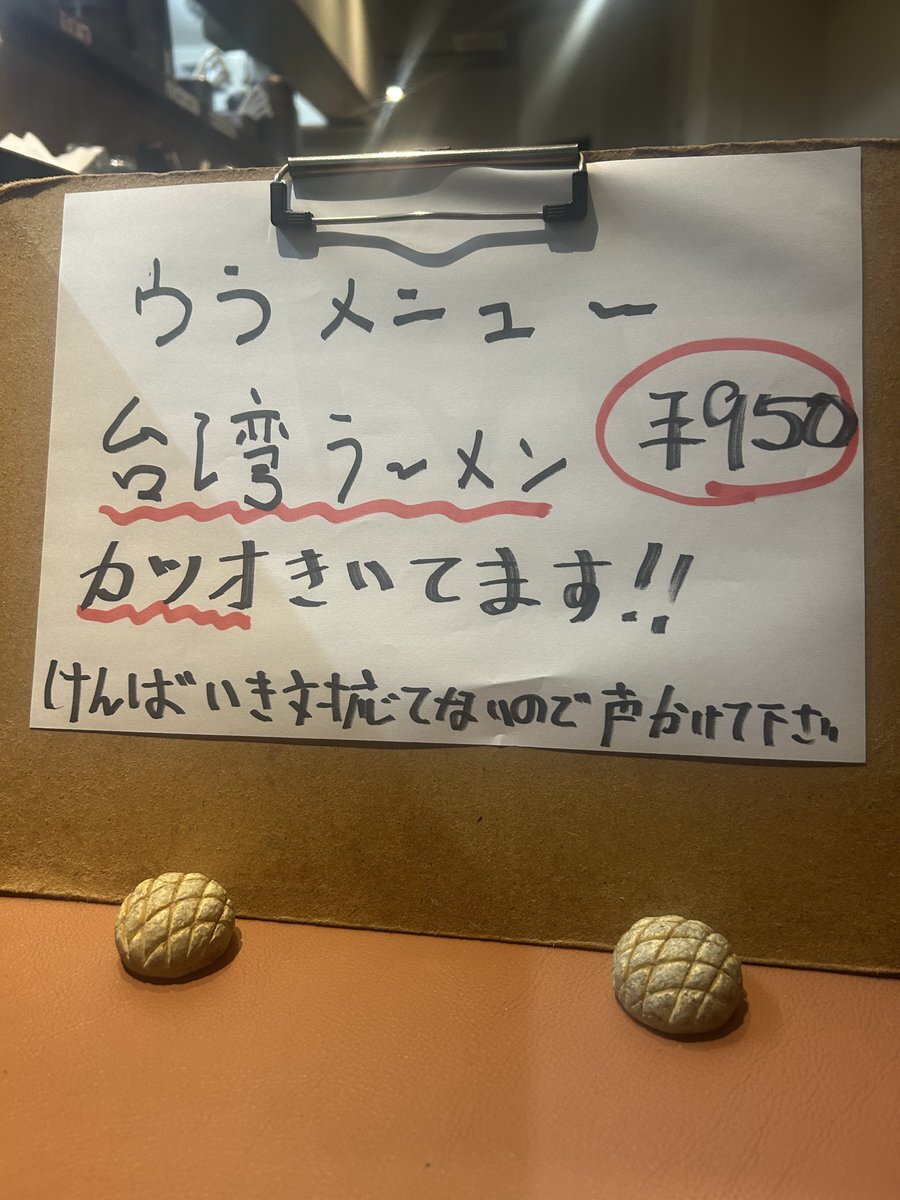 ウラメニュー
台湾ラーメン ¥950
カツオきいてます!!
けんばいき対応してないので声かけて下さい